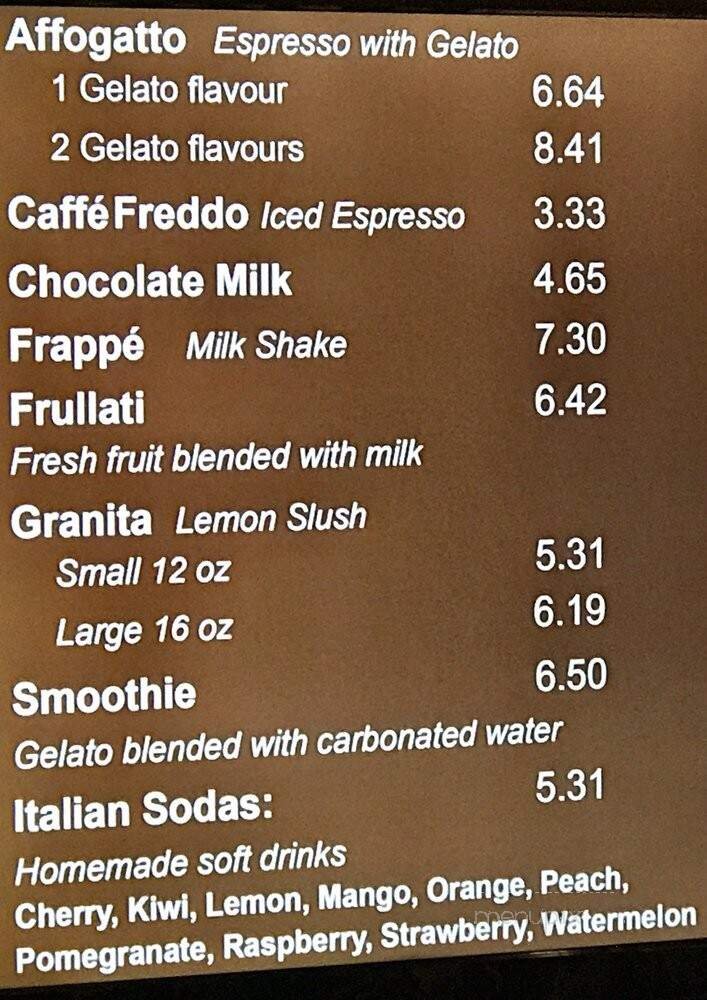 Affogatto Espresso with Gelato
1 Gelato flavour 6.64
2 Gelato flavours 8.41
Caffé Freddo Iced Espresso 3.33
Chocolate Milk 4.65
Frappé Milk Shake 7.30
Frullati 6.42
Fresh fruit blended with milk
Granita Lemon Slush
Small 12 oz 5.31
Large 16 oz 6.19
Smoothie 6.50
Gelato blended with carbonated water
Italian Sodas: 5.31
Homemade soft drinks
Cherry, Kiwi, Lemon, Mango, Orange, Peach,
Pomegranate, Raspberry, Strawberry, Watermelon